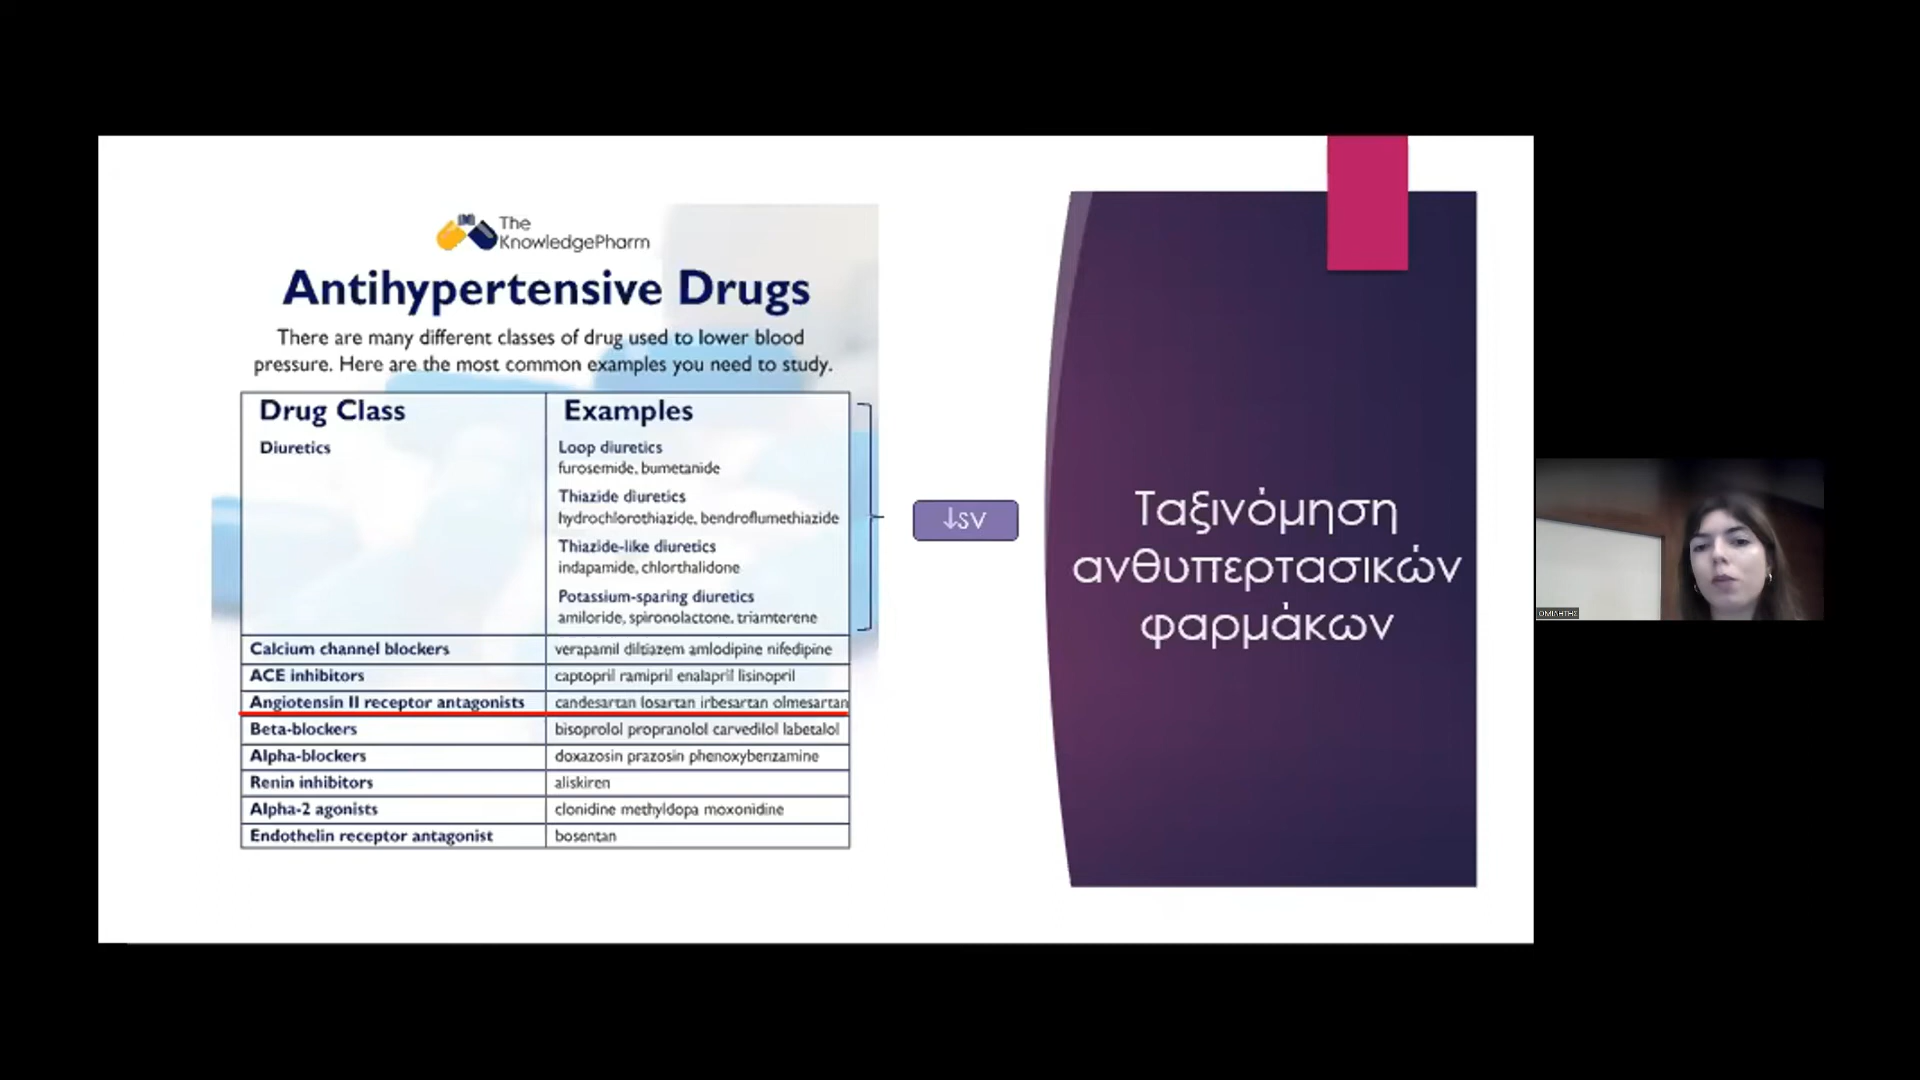 The
KnowledgePharm
Antihypertensive Drugs
There are many different classes of drug used to lower blood
pressure. Here are the most common examples you need to study.
Drug Class
Examples
Diuretics
Loop diuretics
furosemide, bumetanide
Thiazide diuretics
hydrochlorothiazide, bendroflumethiazide
Thiazide-like diuretics
indapamide, chlorthalidone
Potassium-sparing diuretics
amiloride, spironolactone, triamterene
Calcium channel blockers
verapamil diltiazem amlodipine nifedipine
ACE inhibitors
captopril ramipril enalapril lisinopril
Angiotensin II receptor antagonists
candesartan losartan irbesartan olmesartan
Beta-blockers
bisoprolol propranolol carvedilol labetalol
Alpha-blockers
doxazosin prazosin phenoxybenzamine
Renin inhibitors
aliskiren
Alpha-2 agonists
clonidine methyldopa moxonidine
Endothelin receptor antagonist
bosentan
↓SV
Ταξινόμηση
ανθυπερτασικών
φαρμάκων
ΟΜΙΛΗΤΗΣ